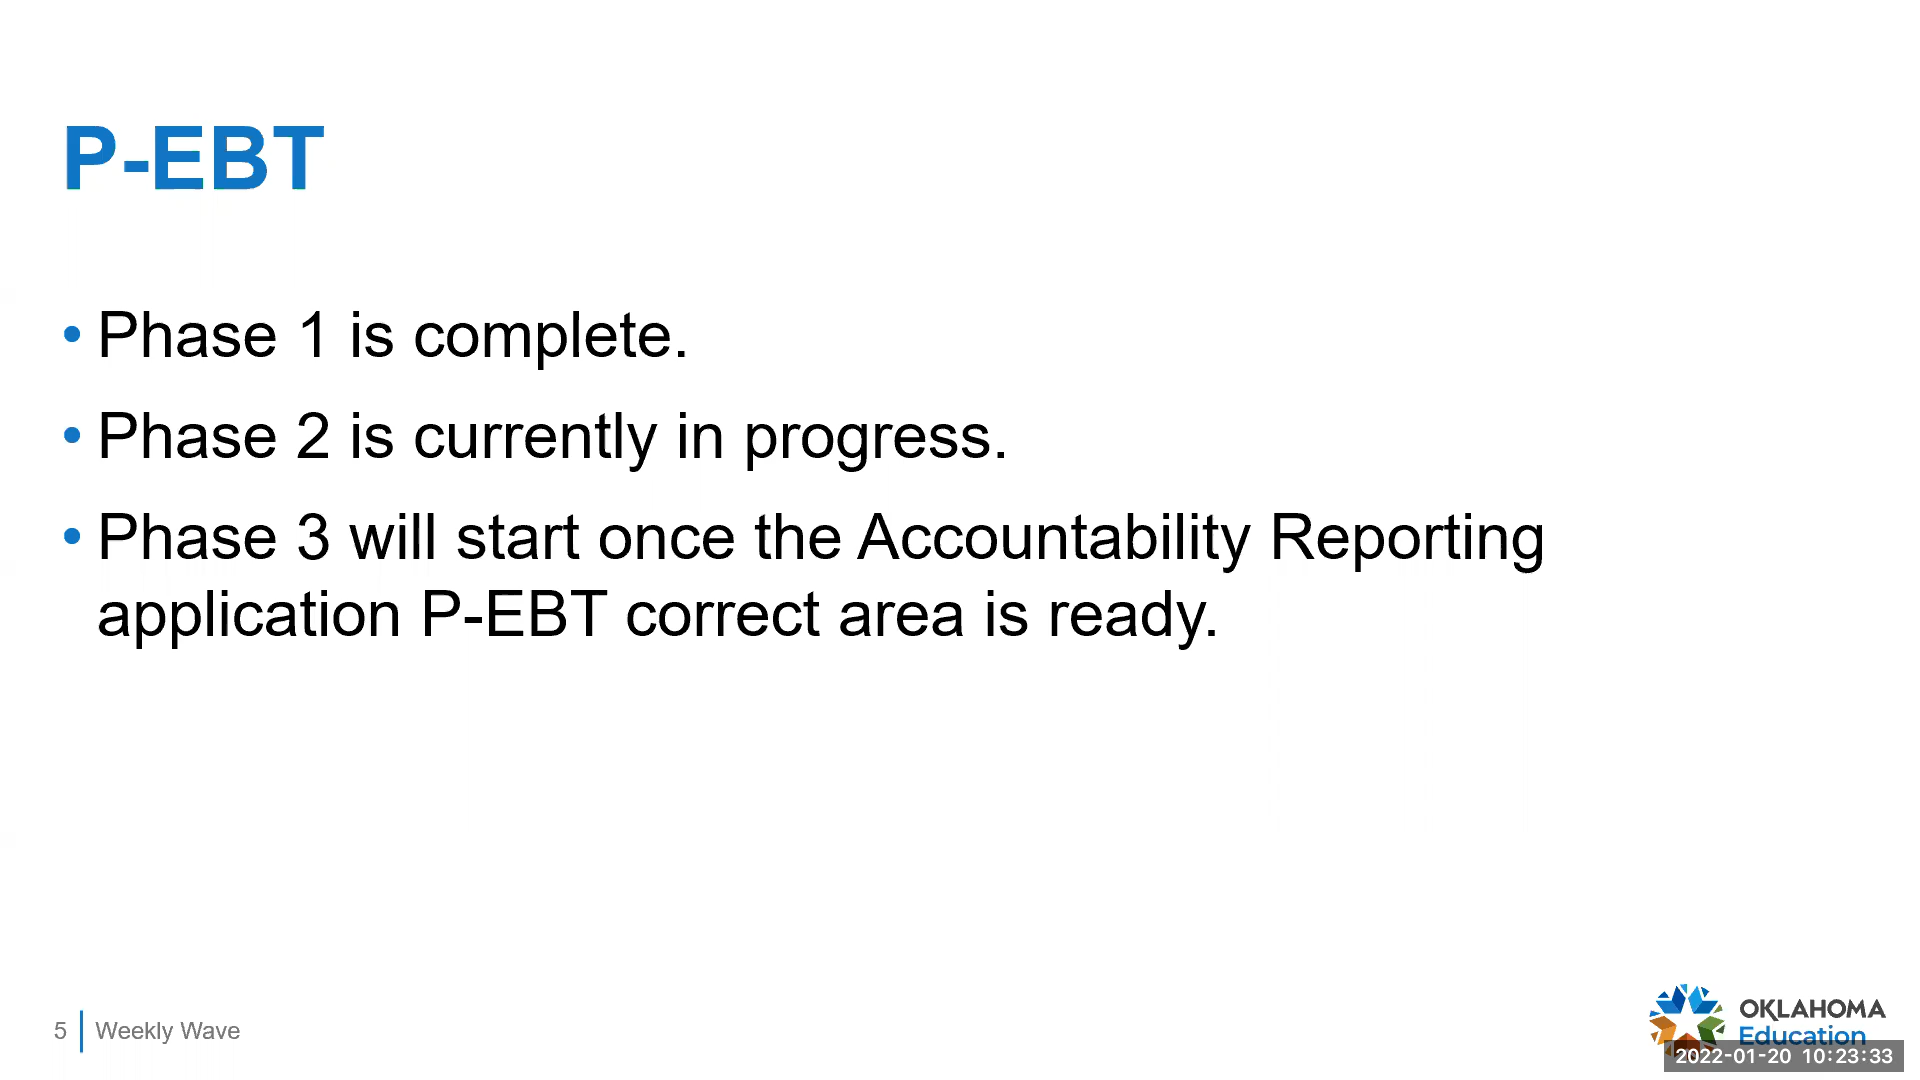 P-EBT
• Phase 1 is complete.
• Phase 2 is currently in progress.
• Phase 3 will start once the Accountability Reporting
application P-EBT correct area is ready.
5 | Weekly Wave
OKLAHOMA
Education
2022-01-20 10:23:33